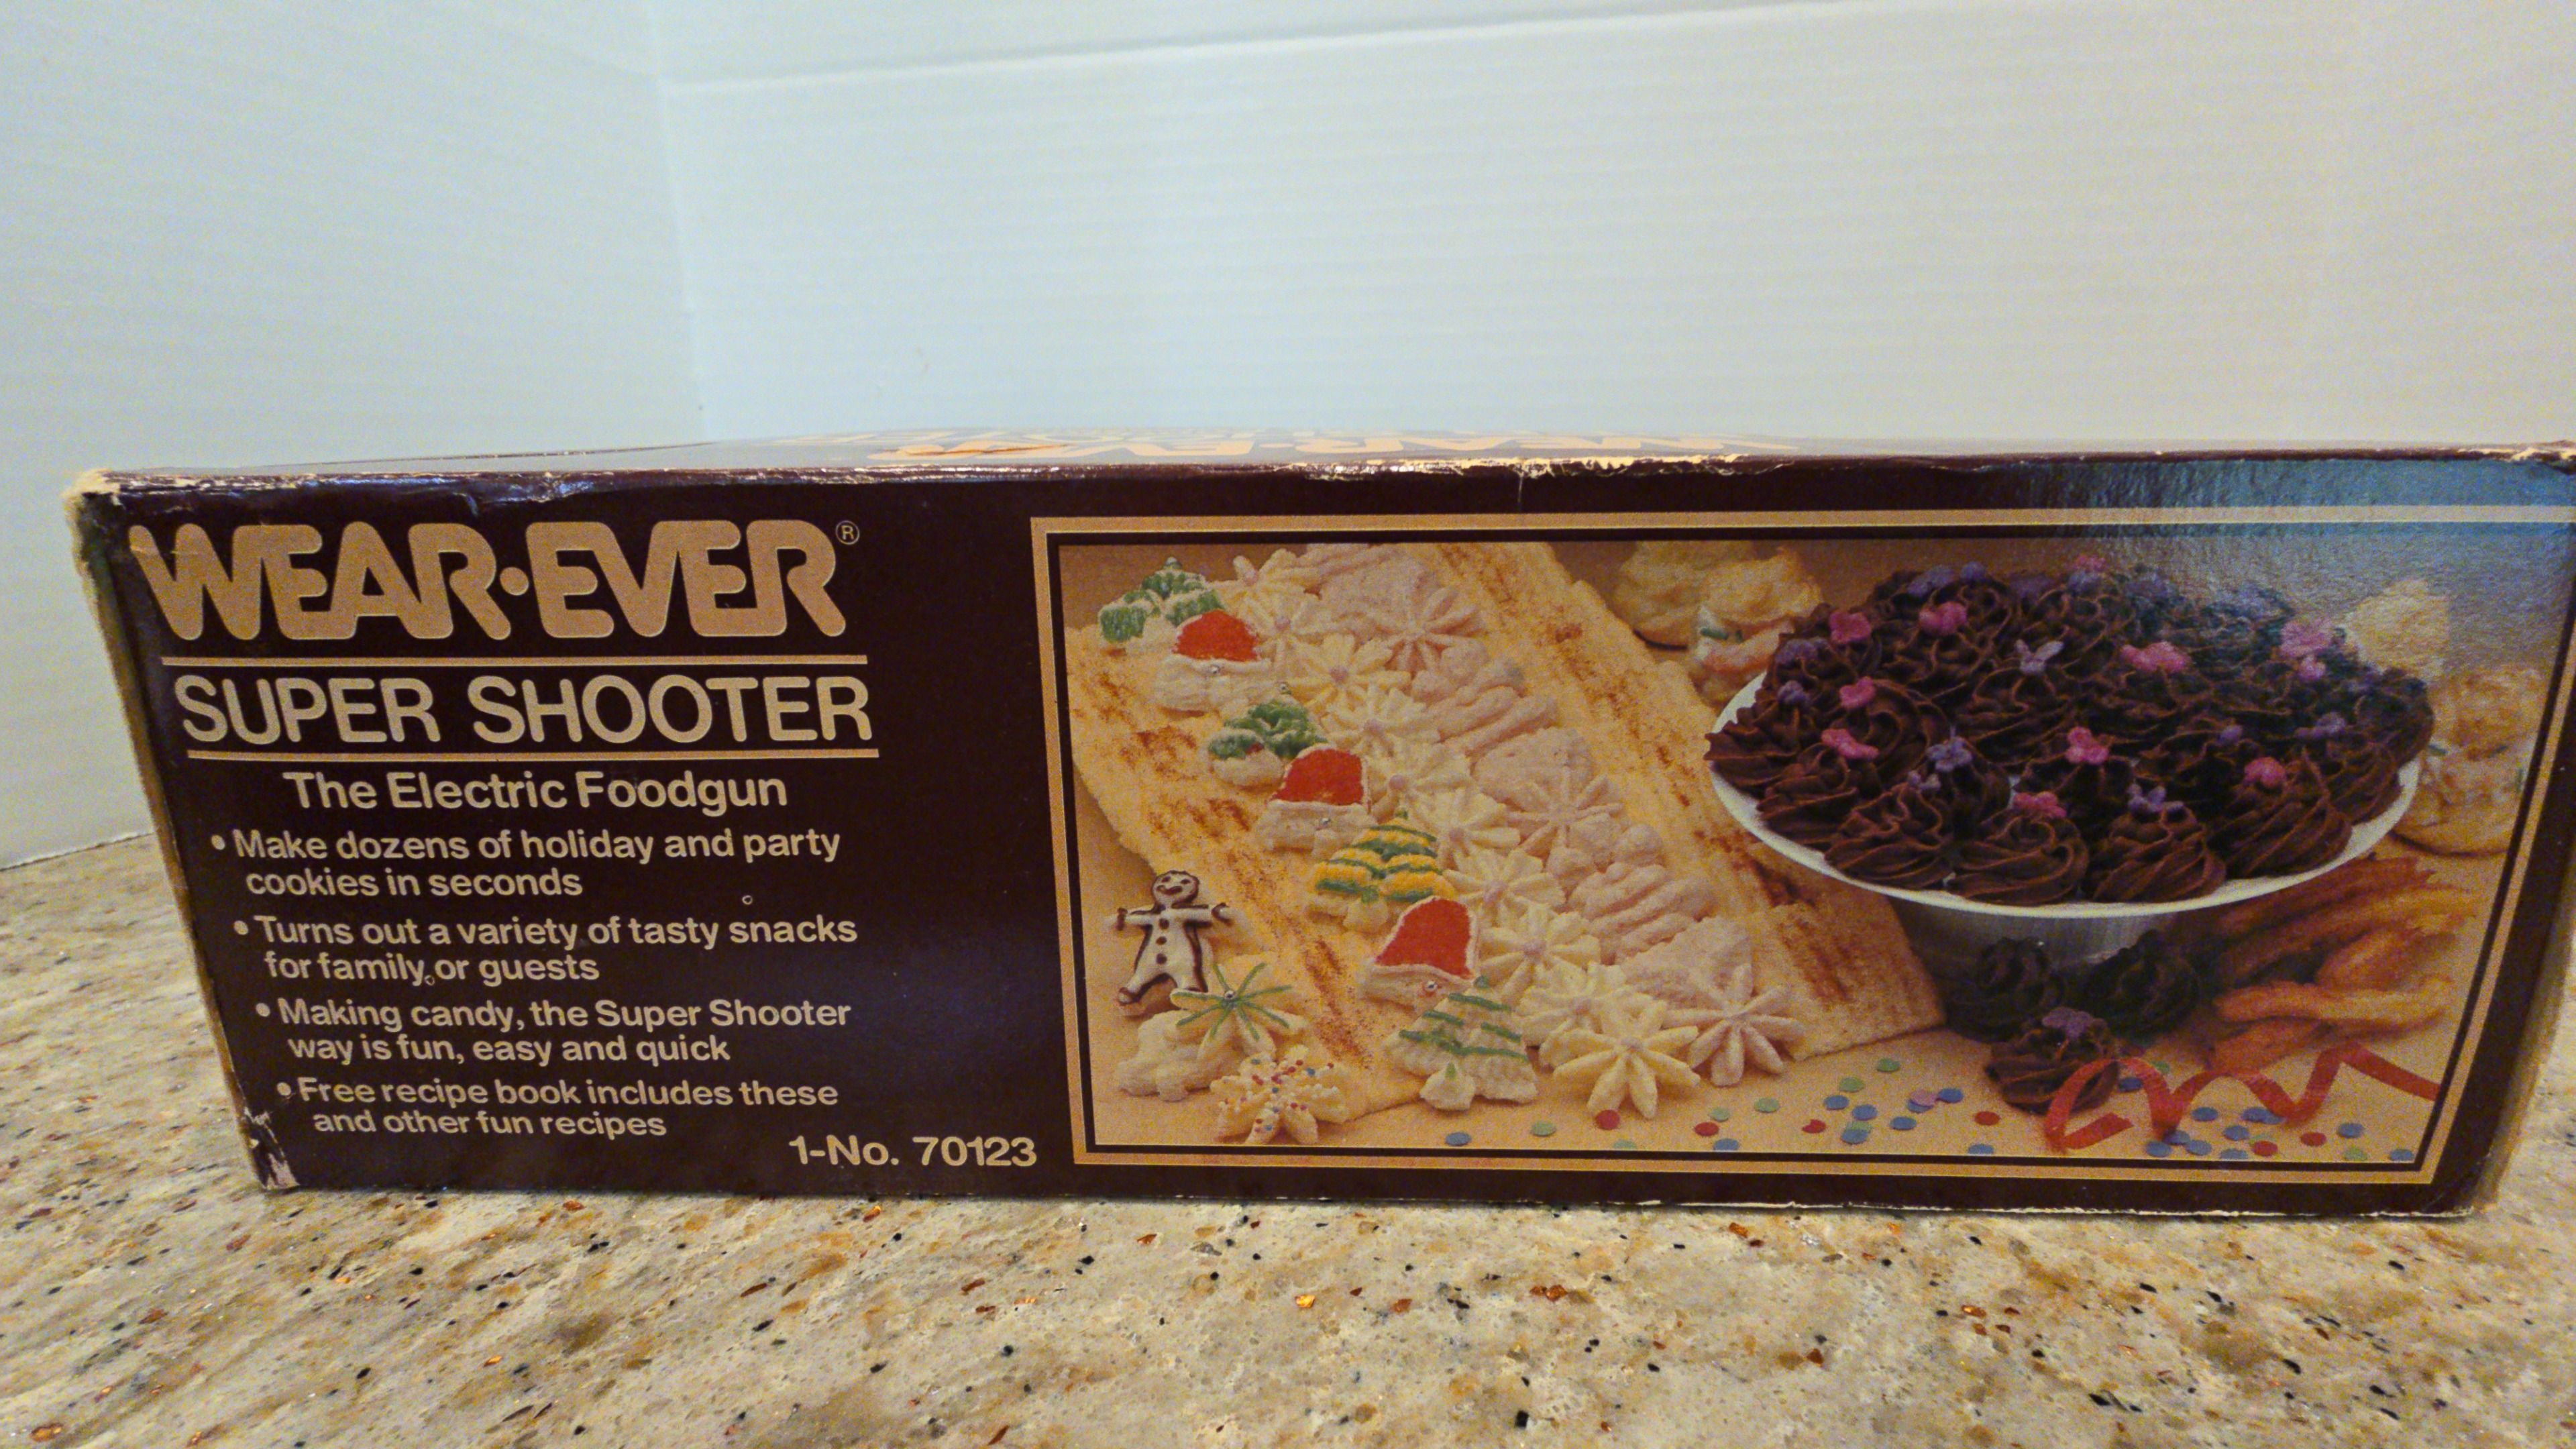 WEAR·EVER®
SUPER SHOOTER
The Electric Foodgun
• Make dozens of holiday and party
cookies in seconds
• Turns out a variety of tasty snacks
for family or guests
• Making candy, the Super Shooter
way is fun, easy and quick
• Free recipe book includes these
and other fun recipes
1-No. 70123